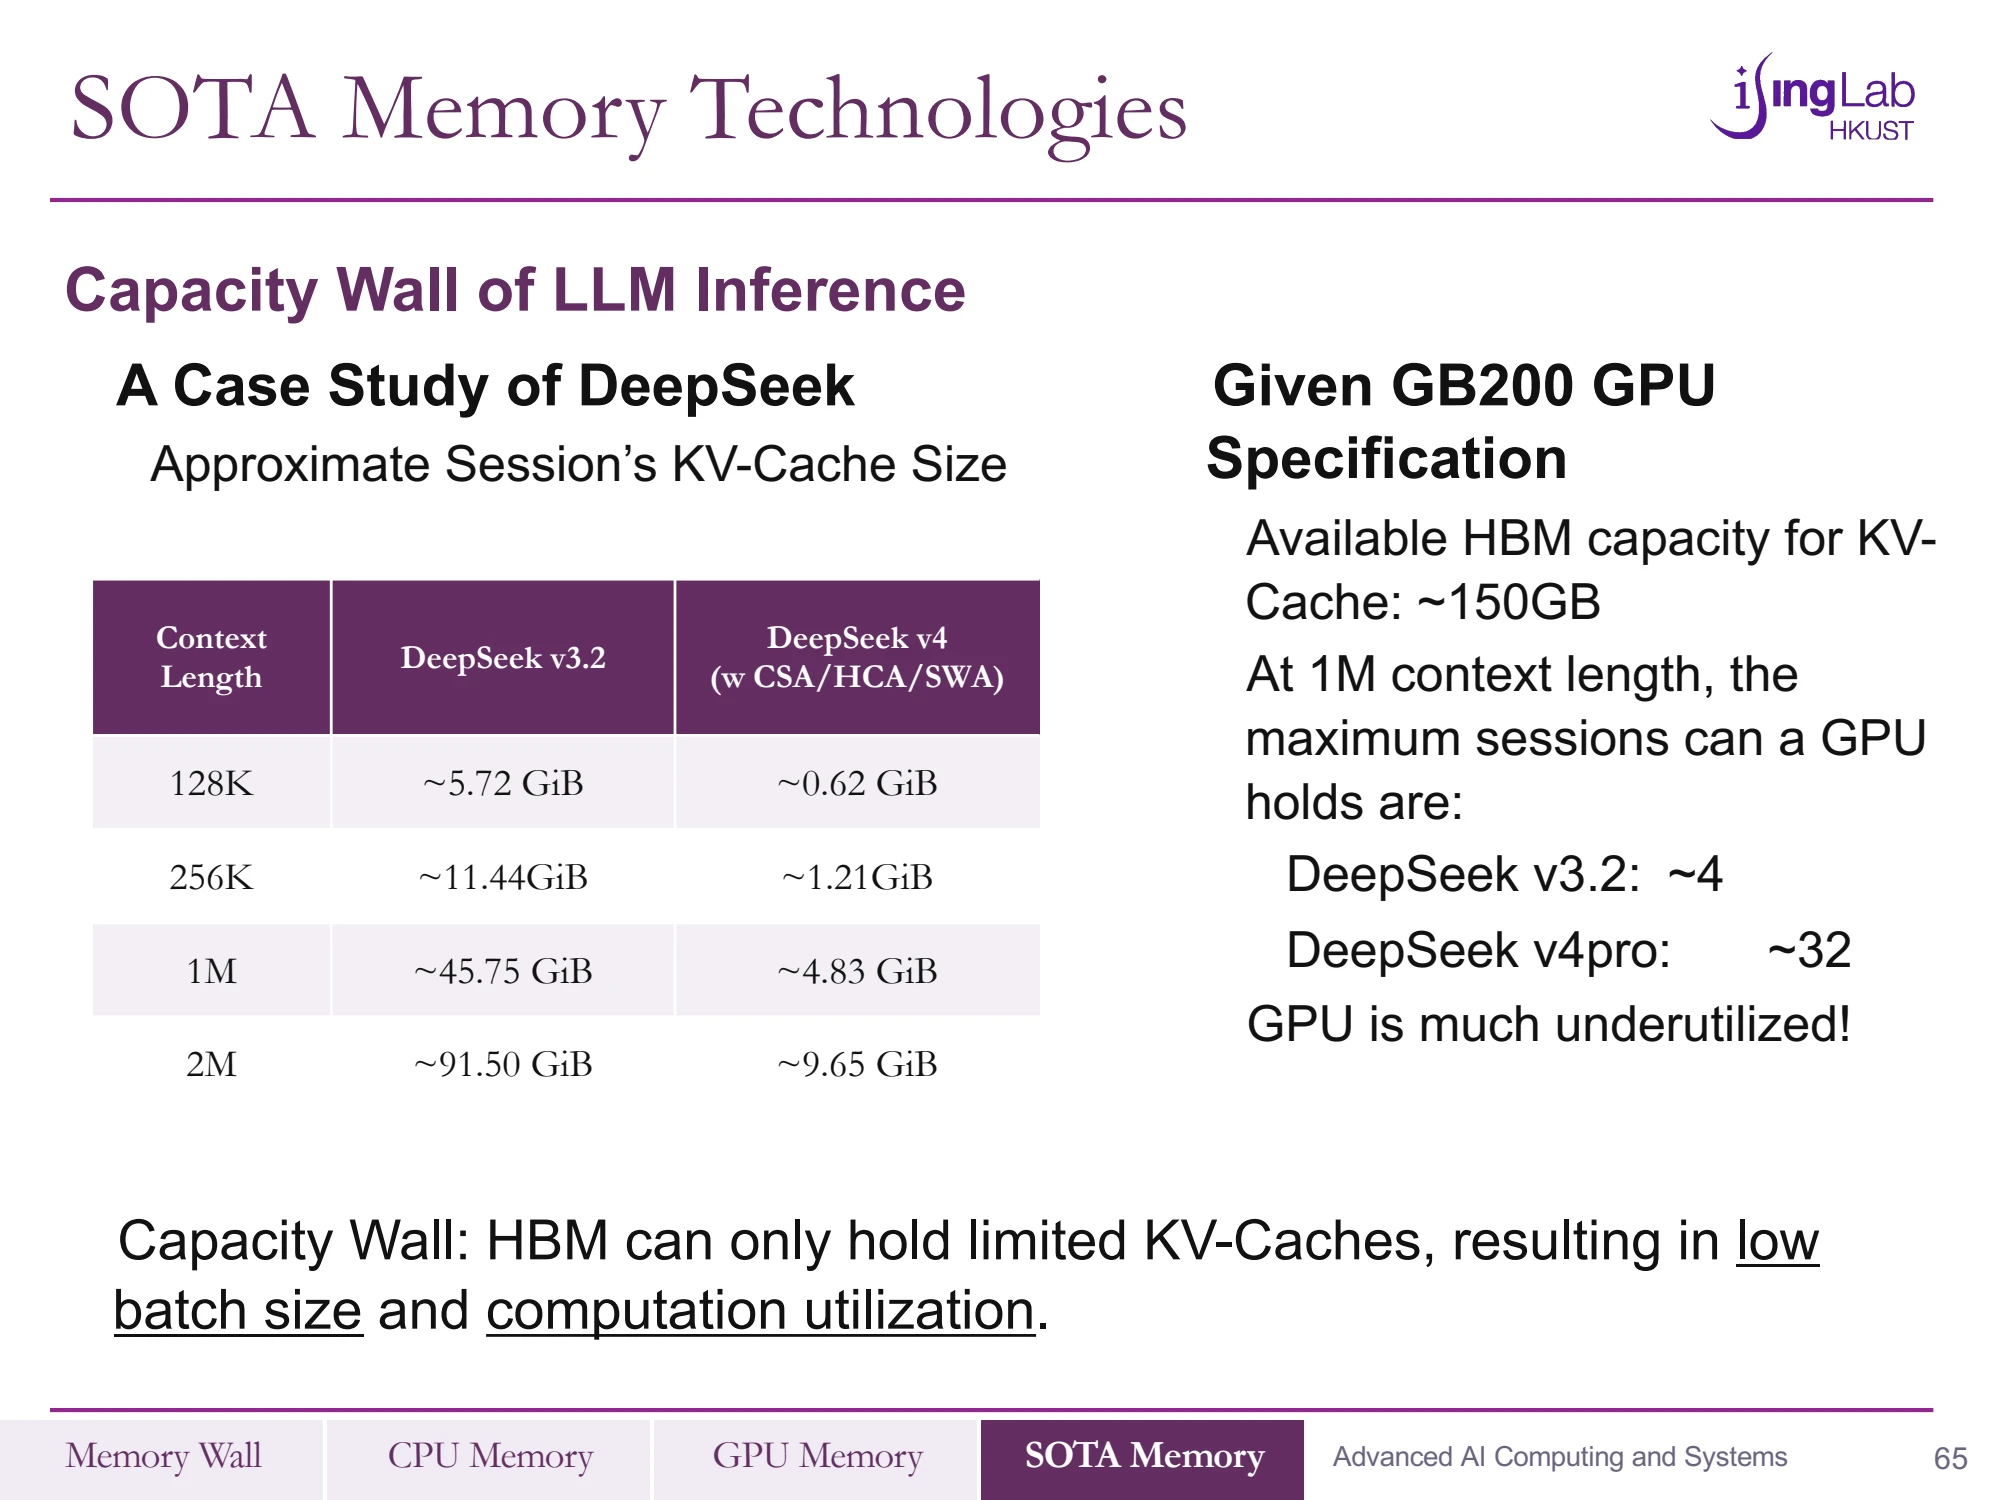 SOTA Memory Technologies
isingLab
HKUST
Capacity Wall of LLM Inference
A Case Study of DeepSeek
Approximate Session’s KV-Cache Size
Context
Length
DeepSeek v3.2
DeepSeek v4
(w CSA/HCA/SWA)
128K
~5.72 GiB
~0.62 GiB
256K
~11.44GiB
~1.21GiB
1M
~45.75 GiB
~4.83 GiB
2M
~91.50 GiB
~9.65 GiB
Given GB200 GPU
Specification
Available HBM capacity for KV-
Cache: ~150GB
At 1M context length, the
maximum sessions can a GPU
holds are:
DeepSeek v3.2: ~4
DeepSeek v4pro: ~32
GPU is much underutilized!
Capacity Wall: HBM can only hold limited KV-Caches, resulting in low
batch size and computation utilization.
Memory Wall
CPU Memory
GPU Memory
SOTA Memory
Advanced AI Computing and Systems
65